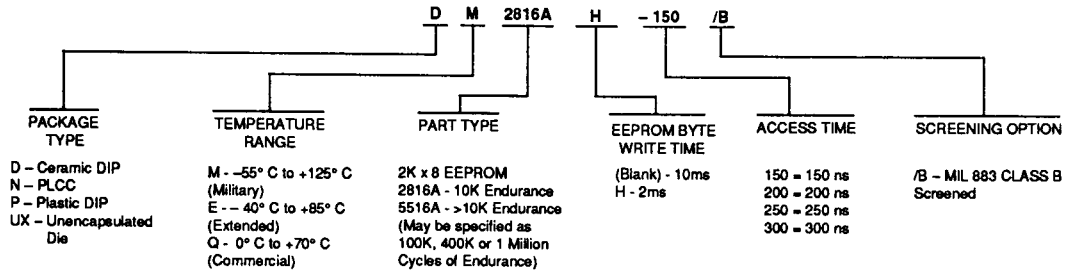 D M 2816A H - 150 /B
PACKAGE
TYPE
D – Ceramic DIP
N – PLCC
P – Plastic DIP
UX – Unencapsulated
Die
TEMPERATURE
RANGE
M - –55° C to +125° C
(Military)
E - – 40° C to +85° C
(Extended)
Q - 0° C to +70° C
(Commercial)
PART TYPE
2K x 8 EEPROM
2816A - 10K Endurance
5516A - >10K Endurance
(May be specified as
100K, 400K or 1 Million
Cycles of Endurance)
EEPROM BYTE
WRITE TIME
(Blank) - 10ms
H - 2ms
ACCESS TIME
150 = 150 ns
200 = 200 ns
250 = 250 ns
300 = 300 ns
SCREENING OPTION
/B – MIL 883 CLASS B
Screened